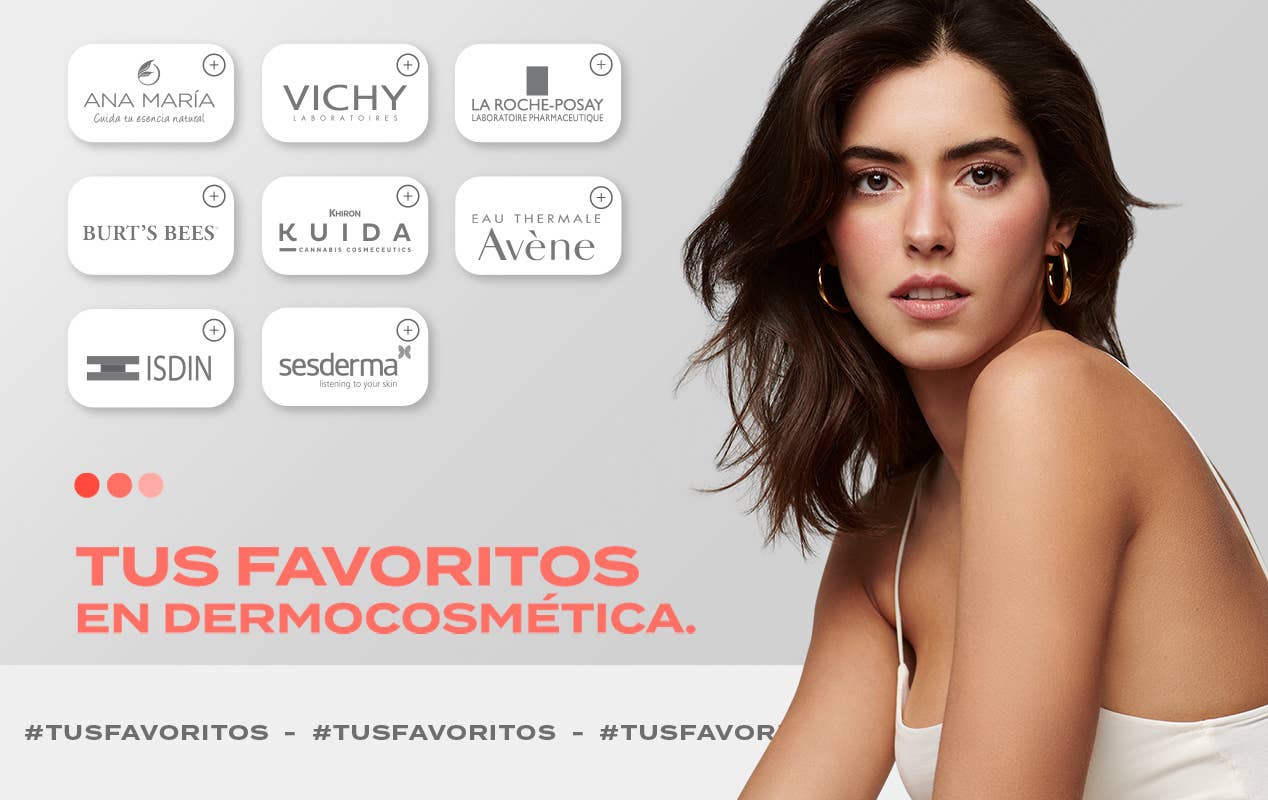 ANA MARÍA
Cuida tu esencia natural
VICHY
LABORATOIRES
LA ROCHE-POSAY
LABORATOIRE PHARMACEUTIQUE
BURT'S BEES
KHIRON
KUIDA
CANNABIS COSMECEUTICS
EAU THERMALE
Avène
ISDIN
sesderma
listening to your skin
TUS FAVORITOS
EN DERMOCOSMÉTICA.
#TUSFAVORITOS - #TUSFAVORITOS - #TUSFAVOR